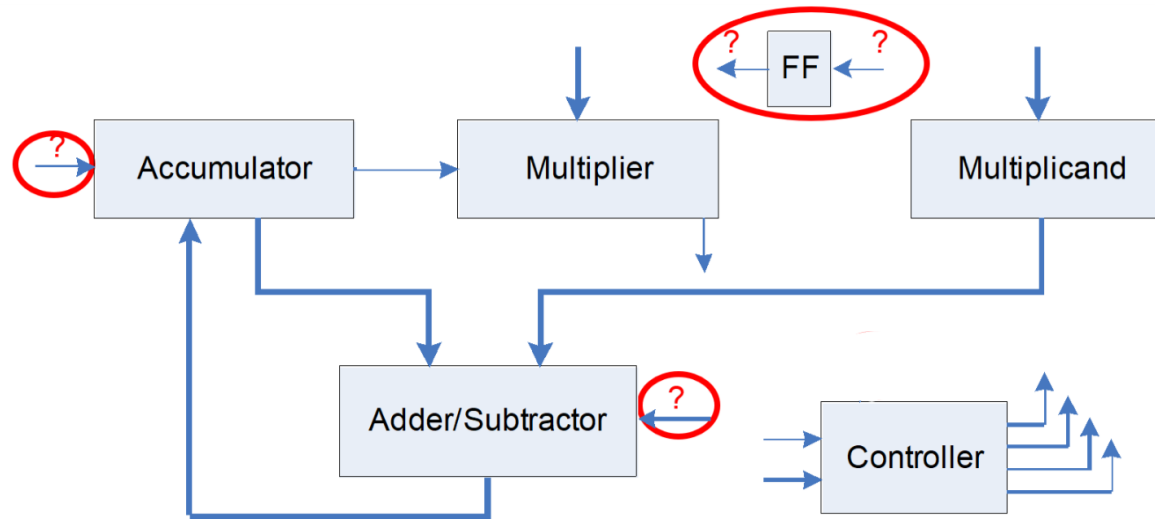 ? FF ?
? Accumulator Multiplier Multiplicand
Adder/Subtractor ?
Controller